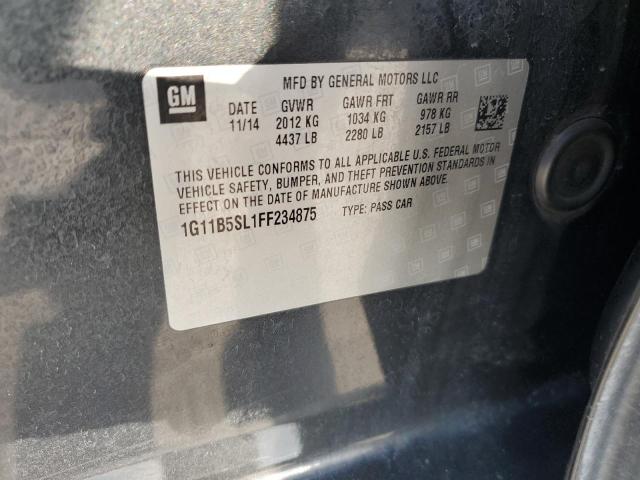 GM
MFD BY GENERAL MOTORS LLC
DATE GVWR GAWR FRT GAWR RR
11/14 2012 KG 1034 KG 978 KG
4437 LB 2280 LB 2157 LB
THIS VEHICLE CONFORMS TO ALL APPLICABLE U.S. FEDERAL MOTOR
VEHICLE SAFETY, BUMPER, AND THEFT PREVENTION STANDARDS IN
EFFECT ON THE DATE OF MANUFACTURE SHOWN ABOVE.
1G11B5SL1FF234875 TYPE: PASS CAR